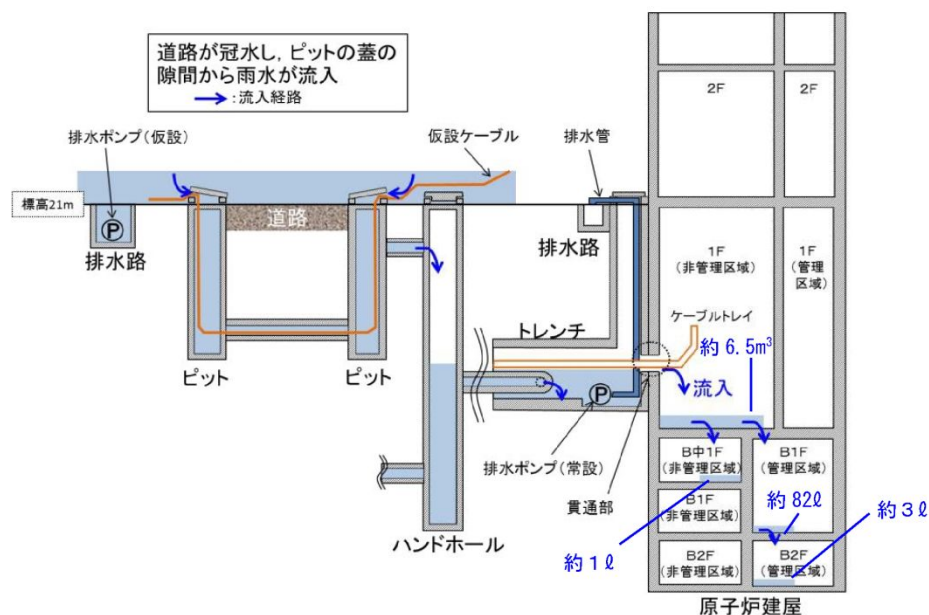 道路が冠水し，ピットの蓋の
隙間から雨水が流入
：流入経路
排水ポンプ（仮設）
仮設ケーブル
排水管
標高21m
P
道路
排水路
排水路
ピット
ピット
トレンチ
ケーブルトレイ
P
排水ポンプ（常設）
貫通部
ハンドホール
2F
2F
1F
（非管理区域）
1F
（管理
区域）
約 6.5m³
流入
B中1F
（非管理区域）
B1F
（管理区域）
B1F
（非管理区域）
B2F
（非管理区域）
B2F
（管理区域）
約 82ℓ
約３ℓ
約１ℓ
原子炉建屋